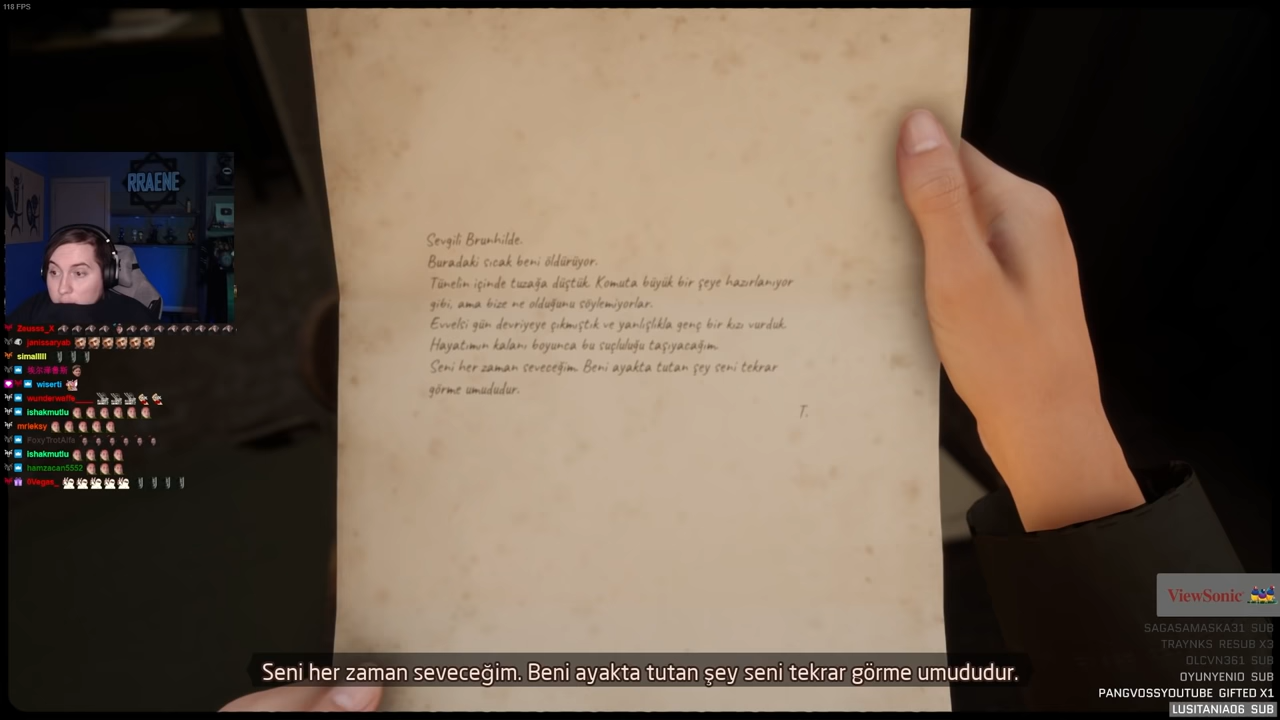 118 FPS
RRAENE
Sevgili Brunhilde.
Buradaki sıcak beni öldürüyor.
Tünelin içinde tuzağa düştük. Komuta büyük bir şeye hazırlanıyor
gibi, ama bize ne olduğunu söylemiyorlar.
Evvelsi gün devriyeye çıkmıştık ve yanlışlıkla genç bir kızı vurduk.
Hayatımın kalanı boyunca bu suçluluğu taşıyacağım.
Seni her zaman seveceğim. Beni ayakta tutan şey seni tekrar
görme umududur.
T.
Zeusss_X
janissaryab
simalllll
wiserti
wunderwaffe____
ishakmutlu
mrieksy
FoxyTrotAlfa
ishakmutlu
hamzacan5552
0Vegas_
ViewSonic
SAGASAMASKA31 SUB
TRAYNKS RESUB X3
OLCVN361 SUB
OYUNYENIO SUB
PANGVOSSYOUTUBE GIFTED X1
LUSITANIA06 SUB
Seni her zaman seveceğim. Beni ayakta tutan şey seni tekrar görme umududur.